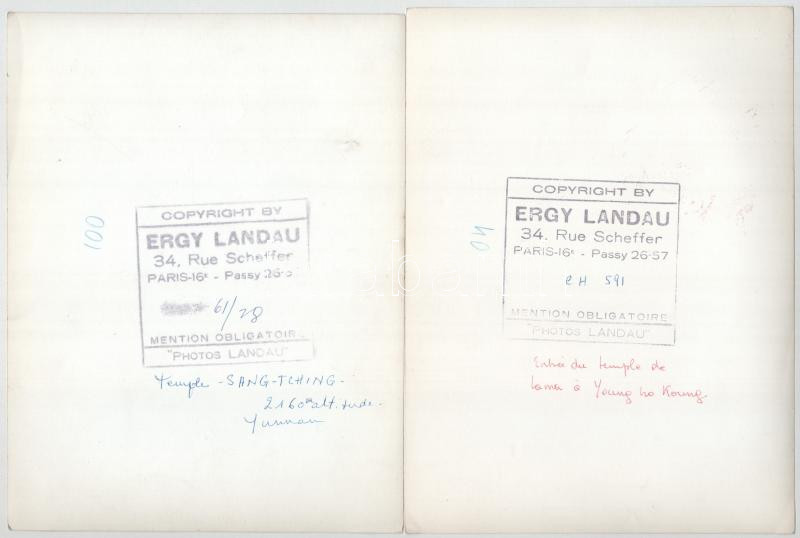 100
COPYRIGHT BY
ERGY LANDAU
34, Rue Scheffer
PARIS-16e - Passy 26-5
61/28
MENTION OBLIGATOIRE
"PHOTOS LANDAU"
Temple - SANG-TCHING -
2160m altitude -
Yunnan
40
COPYRIGHT BY
ERGY LANDAU
34, Rue Scheffer
PARIS-16e - Passy 26-57
CH 591
MENTION OBLIGATOIRE
"PHOTOS LANDAU"
Entrée du temple de
lama à Young ho Koung